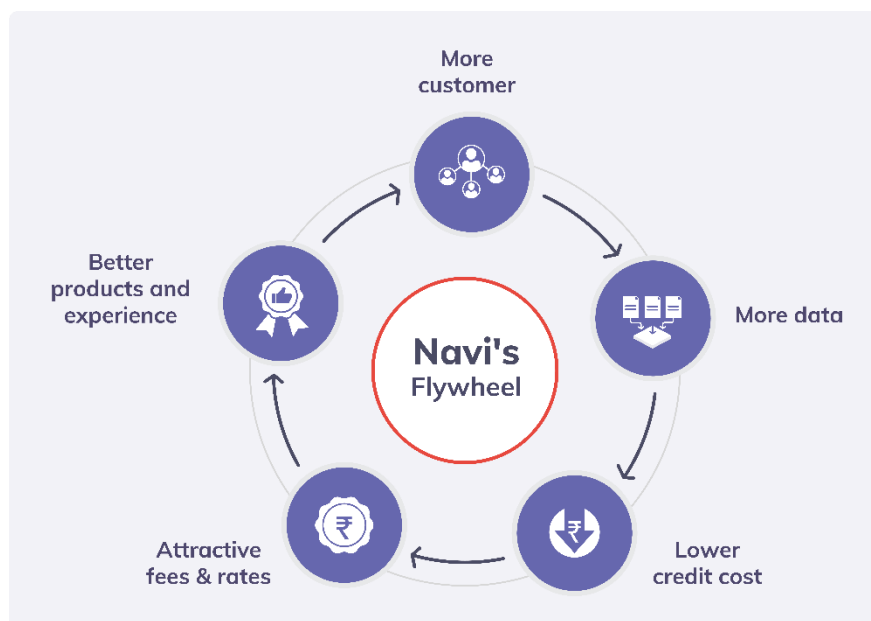 More
customer
More data
Lower
credit cost
Attractive
fees & rates
Better
products and
experience
Navi's
Flywheel
₹
₹